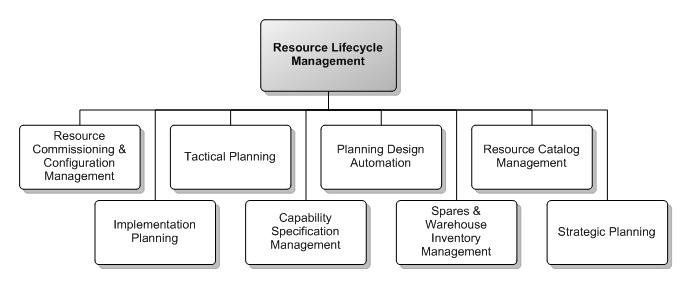 Resource Lifecycle
Management
Resource
Commissioning &
Configuration
Management
Tactical Planning
Planning Design
Automation
Resource Catalog
Management
Implementation
Planning
Capability
Specification
Management
Spares &
Warehouse
Inventory
Management
Strategic Planning